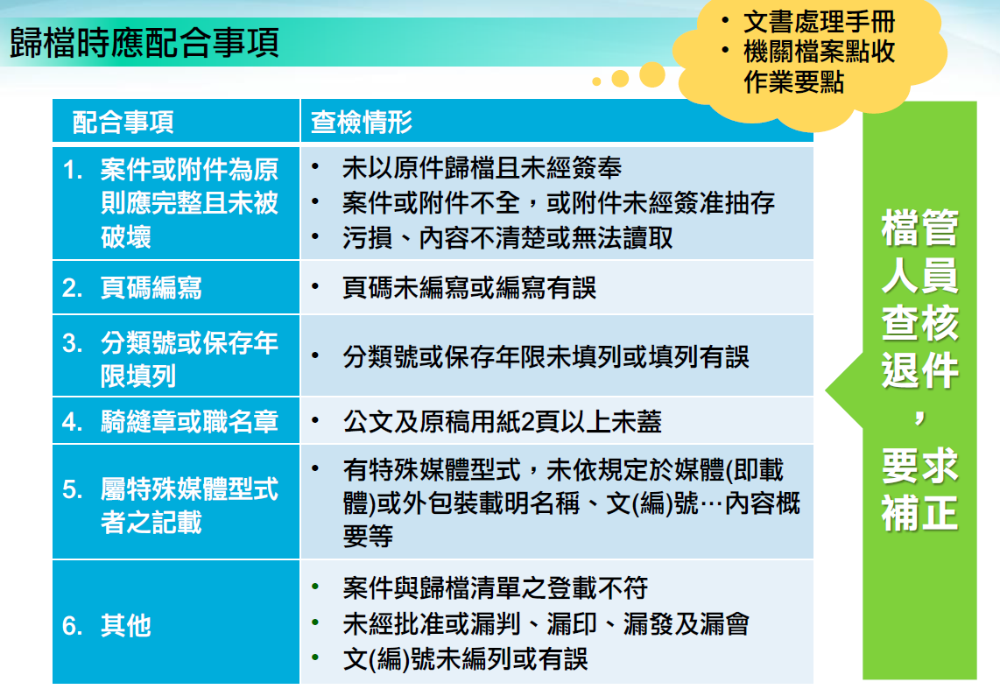 歸檔時應配合事項
• 文書處理手冊
• 機關檔案點收
作業要點
配合事項
查檢情形
1. 案件或附件為原
則應完整且未被
破壞
• 未以原件歸檔且未經簽奉
• 案件或附件不全，或附件未經簽准抽存
• 污損、內容不清楚或無法讀取
2. 頁碼編寫
• 頁碼未編寫或編寫有誤
3. 分類號或保存年
限填列
• 分類號或保存年限未填列或填列有誤
4. 騎縫章或職名章
• 公文及原稿用紙2頁以上未蓋
5. 屬特殊媒體型式
者之記載
• 有特殊媒體型式，未依規定於媒體(即載
體)或外包裝載明名稱、文(編)號…內容概
要等
6. 其他
• 案件與歸檔清單之登載不符
• 未經批准或漏判、漏印、漏發及漏會
• 文(編)號未編列或有誤
檔管
人員
查核
退件
，
要求
補正